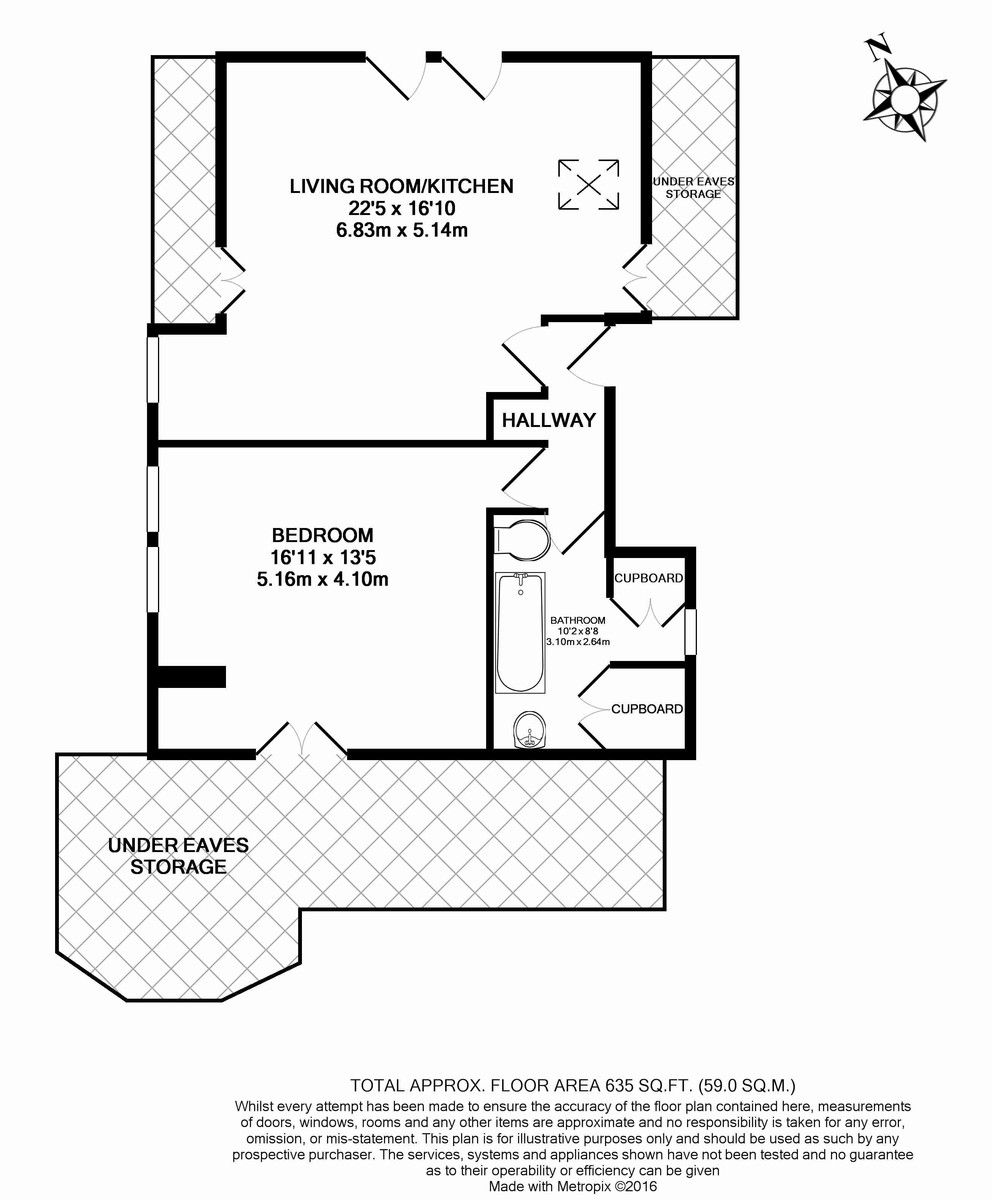 N
LIVING ROOM/KITCHEN
22'5 x 16'10
6.83m x 5.14m
UNDER EAVES
STORAGE
HALLWAY
BEDROOM
16'11 x 13'5
5.16m x 4.10m
CUPBOARD
BATHROOM
10'2 x 8'8
3.10m x 2.64m
CUPBOARD
UNDER EAVES
STORAGE
TOTAL APPROX. FLOOR AREA 635 SQ.FT. (59.0 SQ.M.)
Whilst every attempt has been made to ensure the accuracy of the floor plan contained here, measurements
of doors, windows, rooms and any other items are approximate and no responsibility is taken for any error,
omission, or mis-statement. This plan is for illustrative purposes only and should be used as such by any
prospective purchaser. The services, systems and appliances shown have not been tested and no guarantee
as to their operability or efficiency can be given
Made with Metropix ©2016